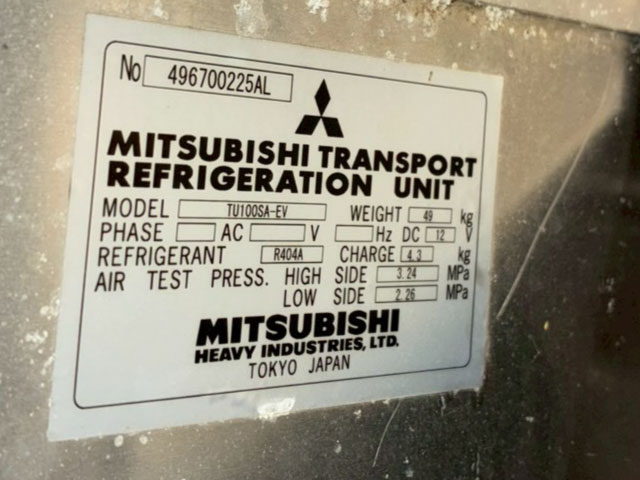 No 496700225AL
MITSUBISHI TRANSPORT
REFRIGERATION UNIT
MODEL TU100SA-EV WEIGHT 49 kg
PHASE AC V Hz DC 12 V
REFRIGERANT R404A CHARGE 4.3 kg
AIR TEST PRESS. HIGH SIDE 3.24 MPa
LOW SIDE 2.26 MPa
MITSUBISHI
HEAVY INDUSTRIES, LTD.
TOKYO JAPAN